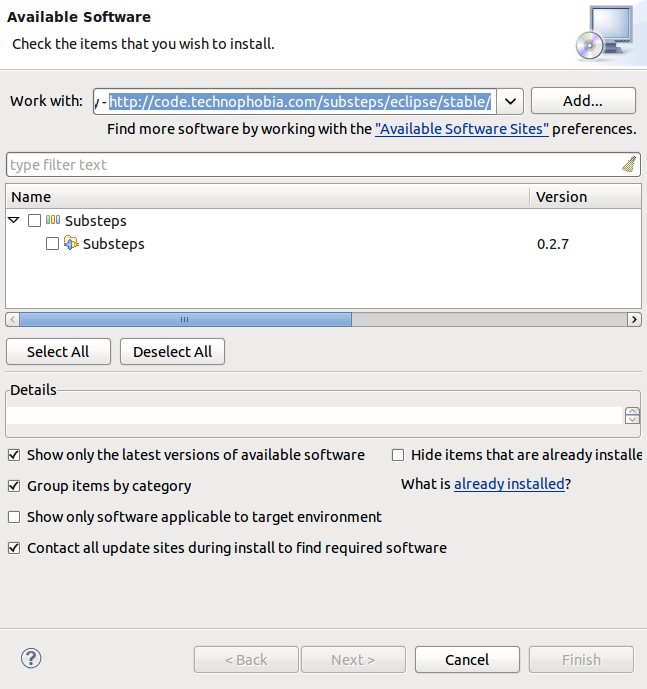 Available Software
Check the items that you wish to install.
Work with: y - http://code.technophobia.com/substeps/eclipse/stable/ Add...
Find more software by working with the "Available Software Sites" preferences.
type filter text
Name Version
Substeps
Substeps 0.2.7
Select All Deselect All
Details
Show only the latest versions of available software Hide items that are already installe
Group items by category What is already installed?
Show only software applicable to target environment
Contact all update sites during install to find required software
? < Back Next > Cancel Finish